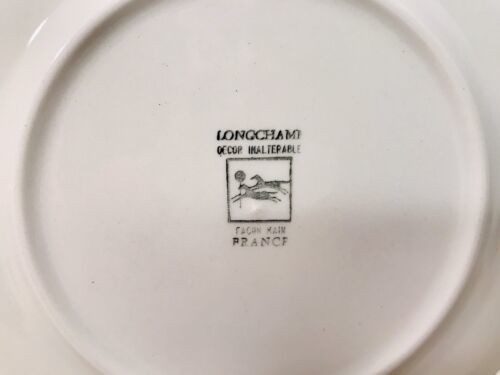 LONGCHAMP
DECOR INALTERABLE
FAÇON MAIN
FRANCE